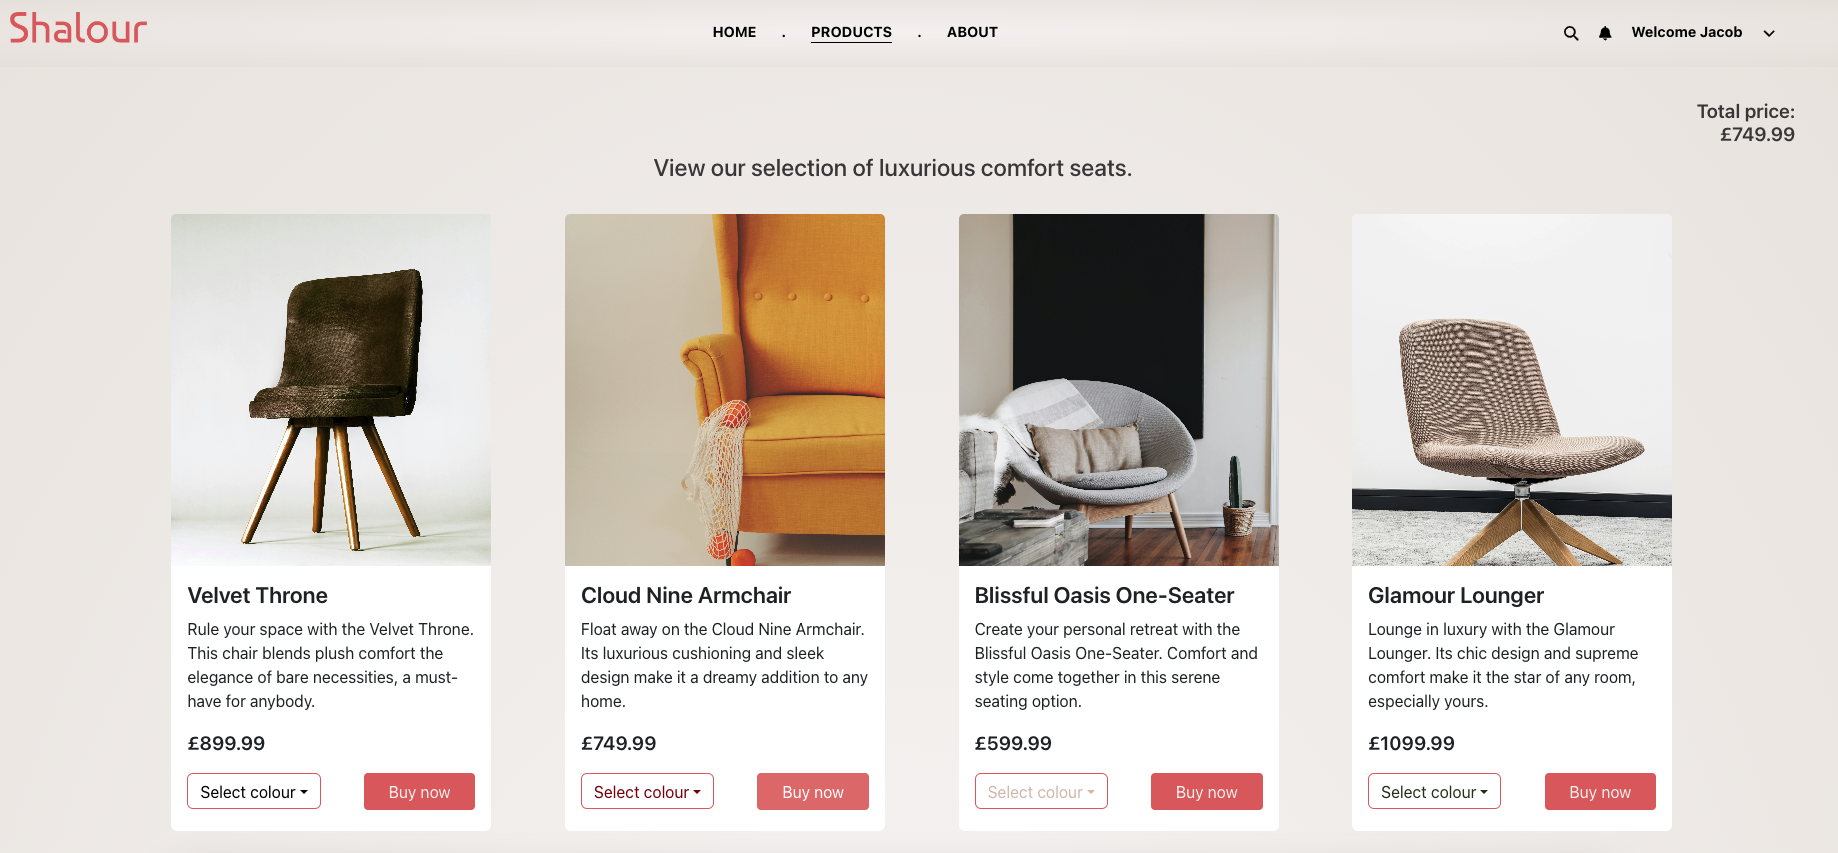 Shalour
HOME . PRODUCTS . ABOUT
Welcome Jacob
Total price:
£749.99
View our selection of luxurious comfort seats.
Velvet Throne
Rule your space with the Velvet Throne.
This chair blends plush comfort the
elegance of bare necessities, a must-
have for anybody.
£899.99
Select colour
Buy now
Cloud Nine Armchair
Float away on the Cloud Nine Armchair.
Its luxurious cushioning and sleek
design make it a dreamy addition to any
home.
£749.99
Select colour
Buy now
Blissful Oasis One-Seater
Create your personal retreat with the
Blissful Oasis One-Seater. Comfort and
style come together in this serene
seating option.
£599.99
Select colour
Buy now
Glamour Lounger
Lounge in luxury with the Glamour
Lounger. Its chic design and supreme
comfort make it the star of any room,
especially yours.
£1099.99
Select colour
Buy now